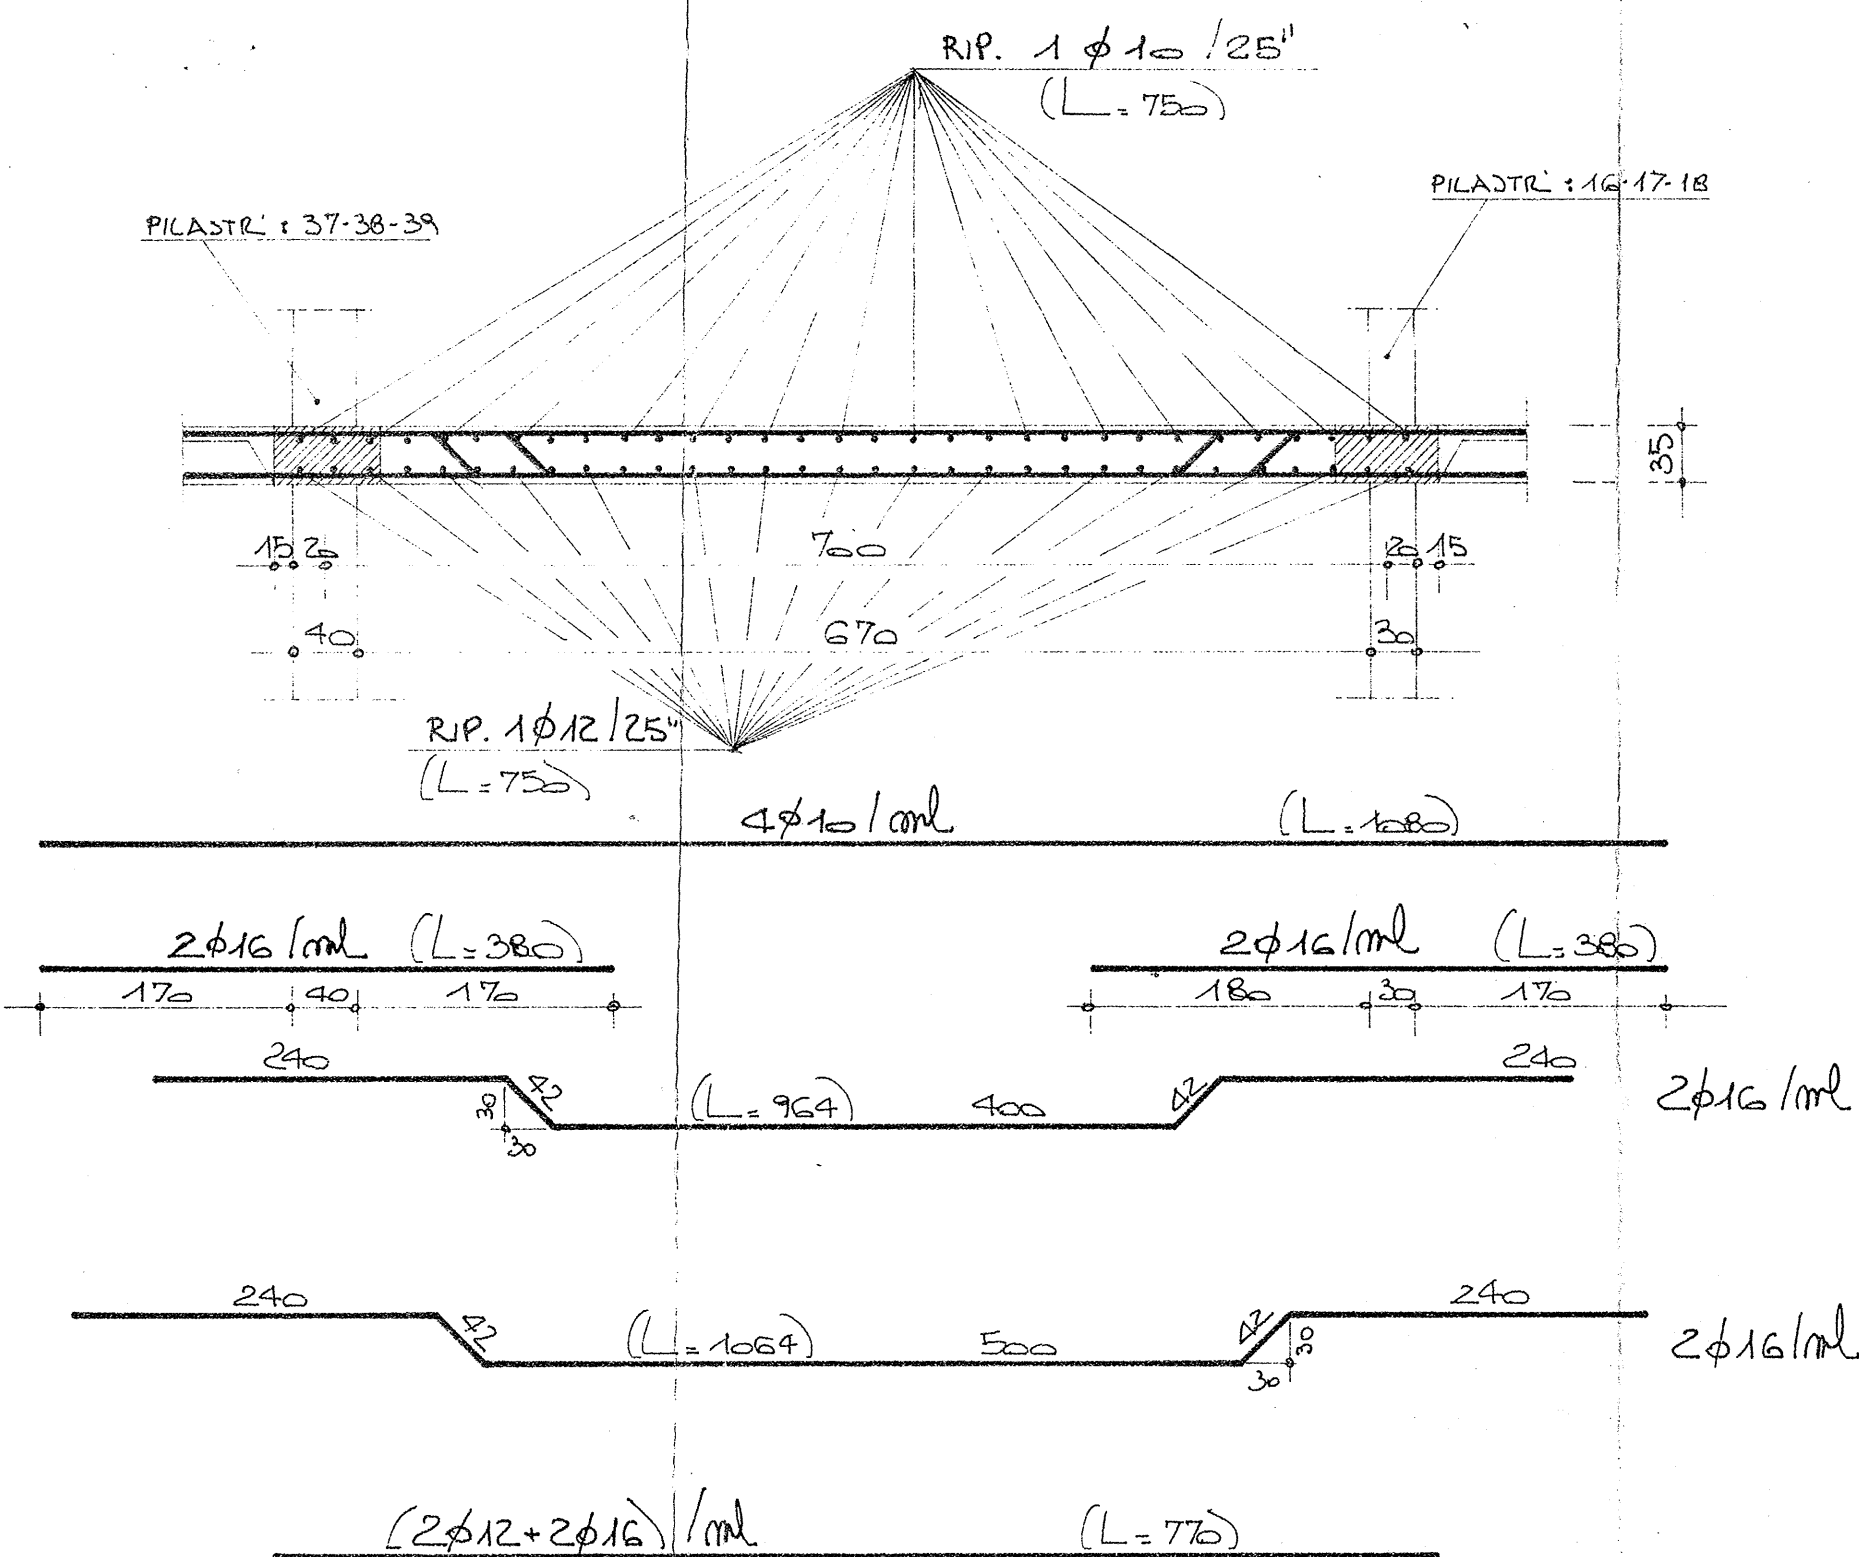 RIP. 1 ϕ 10 / 25"
(L = 750)
PILASTRI : 37-38-39
PILASTRI : 16-17-18
35
15 20 700 20 15
40 670 30
RIP. 1ϕ12/25"
(L = 750)
4ϕ10/ml (L = 1080)
2ϕ16/ml (L = 380) 2ϕ16/ml (L = 380)
170 40 170 180 30 170
240 42 (L = 964) 400 42 240 2ϕ16/ml
30
30
240 42 (L = 1064) 500 42 240 2ϕ16/ml
30
30
(2ϕ12+2ϕ16)/ml (L = 770)